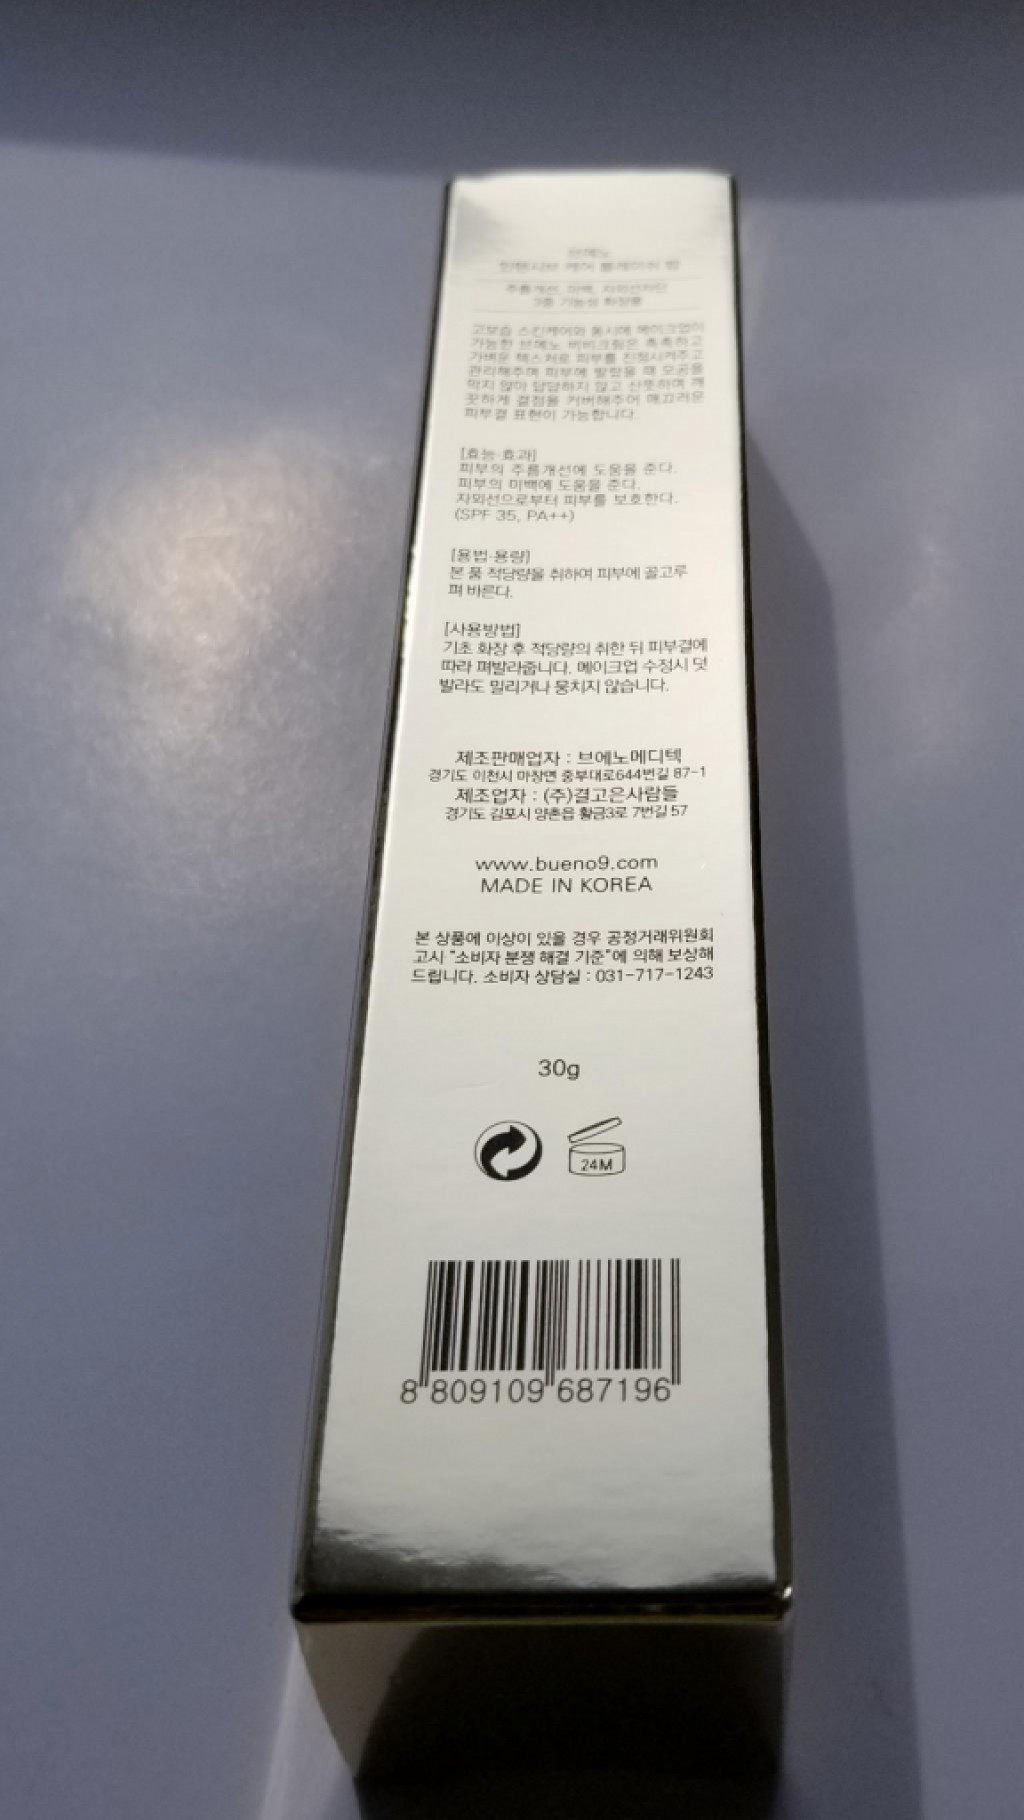 브에노
인텐시브 케어 블레미쉬 밤
주름개선, 미백, 자외선차단
3중 기능성 화장품
고보습 스킨케어와 동시에 메이크업이
가능한 브에노 비비크림은 촉촉하고
가벼운 텍스처로 피부를 진정시켜주고
관리해주며 피부에 발랐을 때 모공을
막지 않아 답답하지 않고 산뜻하며 깨
끗하게 결점을 커버해주어 매끄러운
피부결 표현이 가능합니다.
[효능·효과]
피부의 주름개선에 도움을 준다.
피부의 미백에 도움을 준다.
자외선으로부터 피부를 보호한다.
(SPF 35, PA++)
[용법·용량]
본 품 적당량을 취하여 피부에 골고루
펴 바른다.
[사용방법]
기초 화장 후 적당량의 취한 뒤 피부결에
따라 펴발라줍니다. 메이크업 수정시 덧
발라도 밀리거나 뭉치지 않습니다.
제조판매업자 : 브에노메디텍
경기도 이천시 마장면 중부대로644번길 87-1
제조업자 : (주)결고은사람들
경기도 김포시 양촌읍 황금3로 7번길 57
www.bueno9.com
MADE IN KOREA
본 상품에 이상이 있을 경우 공정거래위원회
고시 "소비자 분쟁 해결 기준"에 의해 보상해
드립니다. 소비자 상담실 : 031-717-1243
30g
24M
8 809109 687196